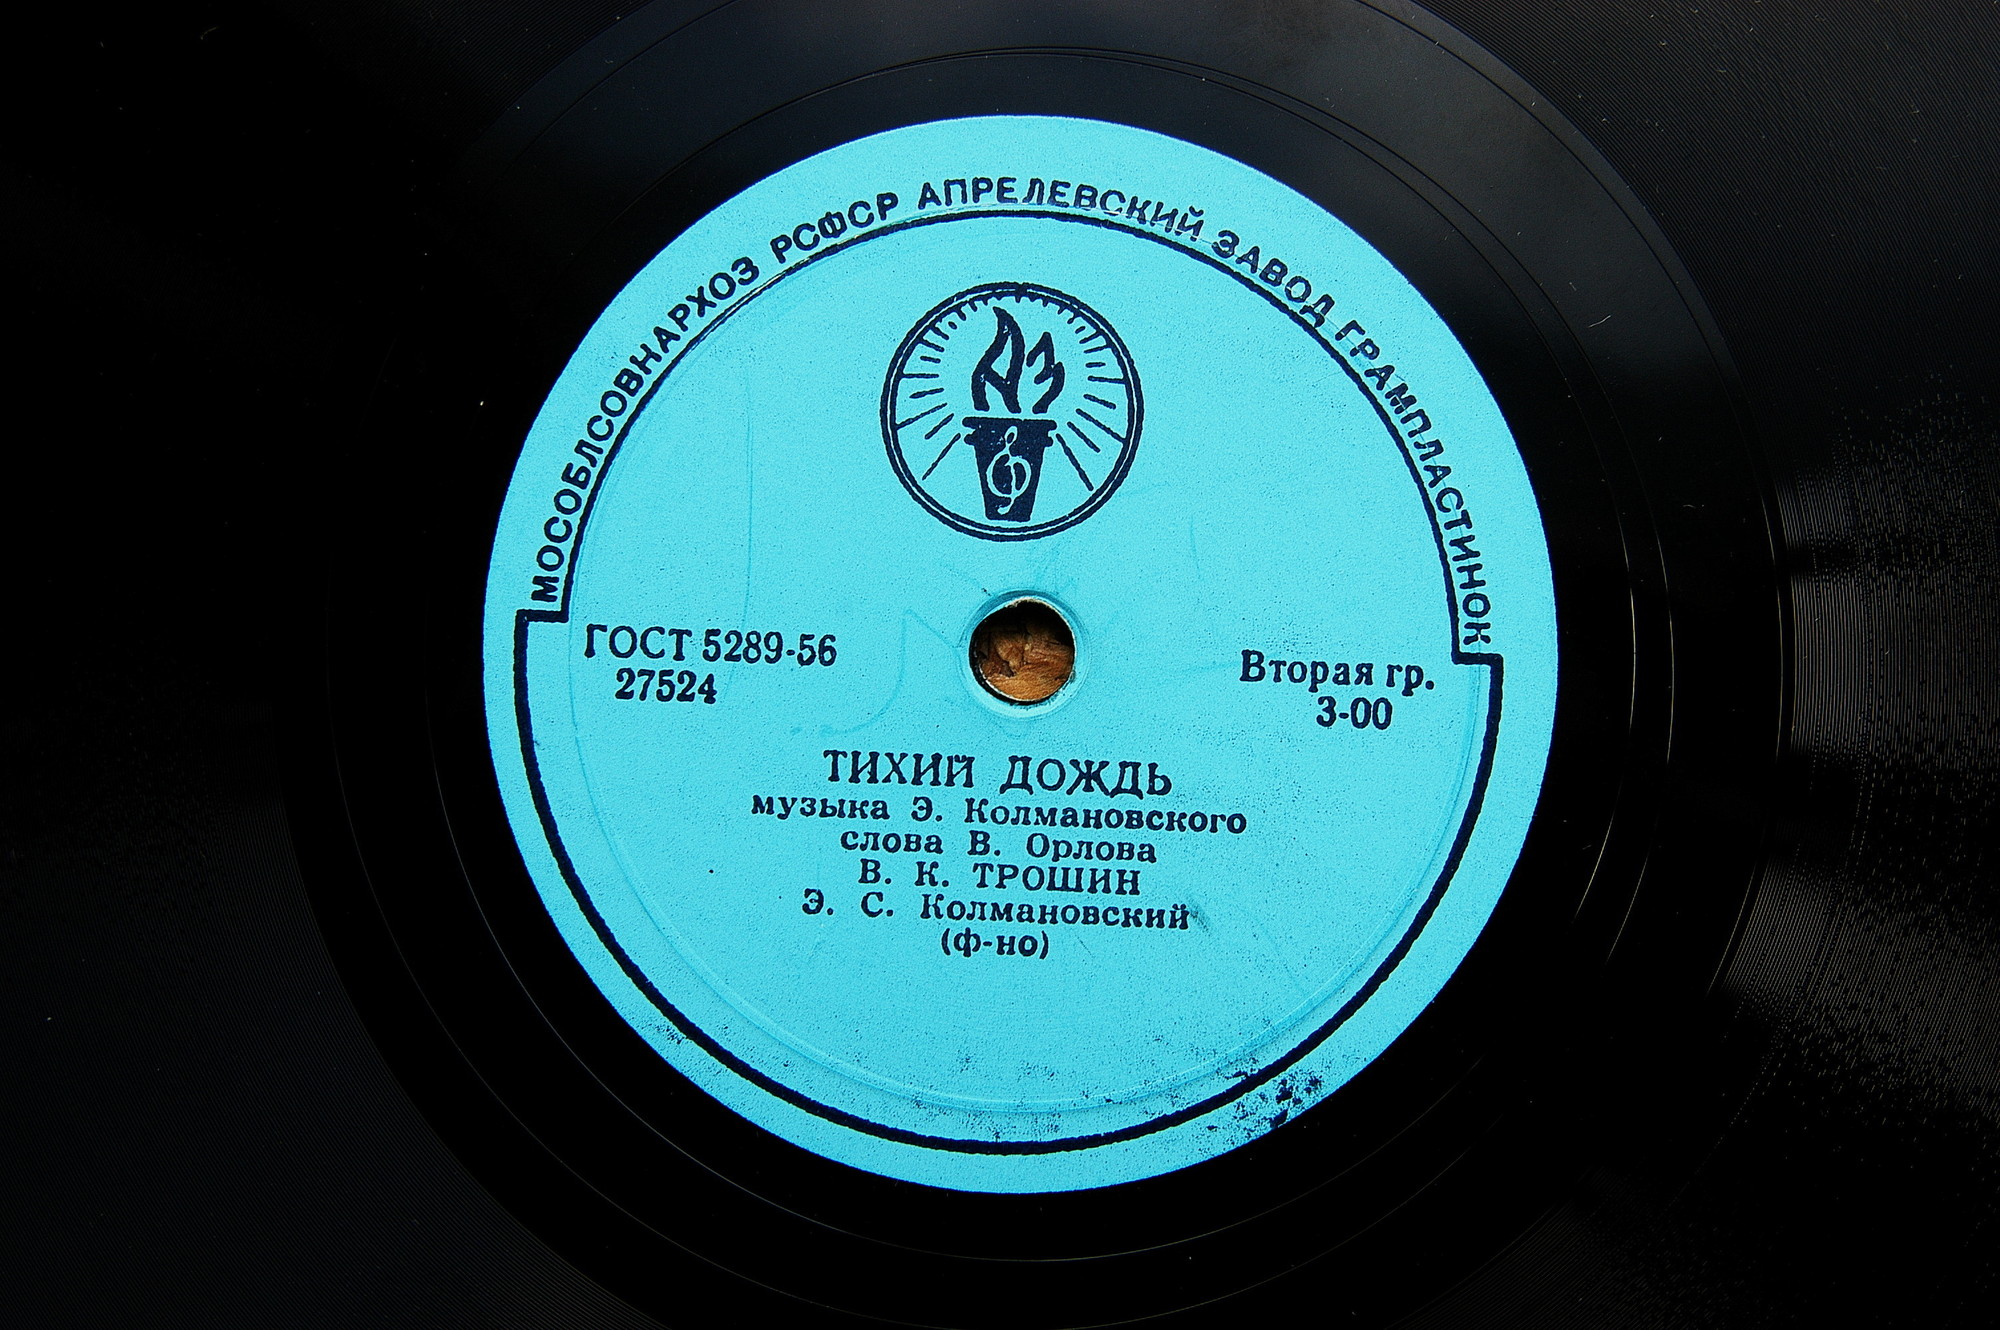 МОСОБЛСОВНАРХОЗ РСФСР АПРЕЛЕВСКИЙ ЗАВОД ГРАМПЛАСТИНОК
АЗ
ГОСТ 5289-56
27524
Вторая гр.
3-00
ТИХИЙ ДОЖДЬ
музыка Э. Колмановского
слова В. Орлова
В. К. ТРОШИН
Э. С. Колмановский
(ф-но)